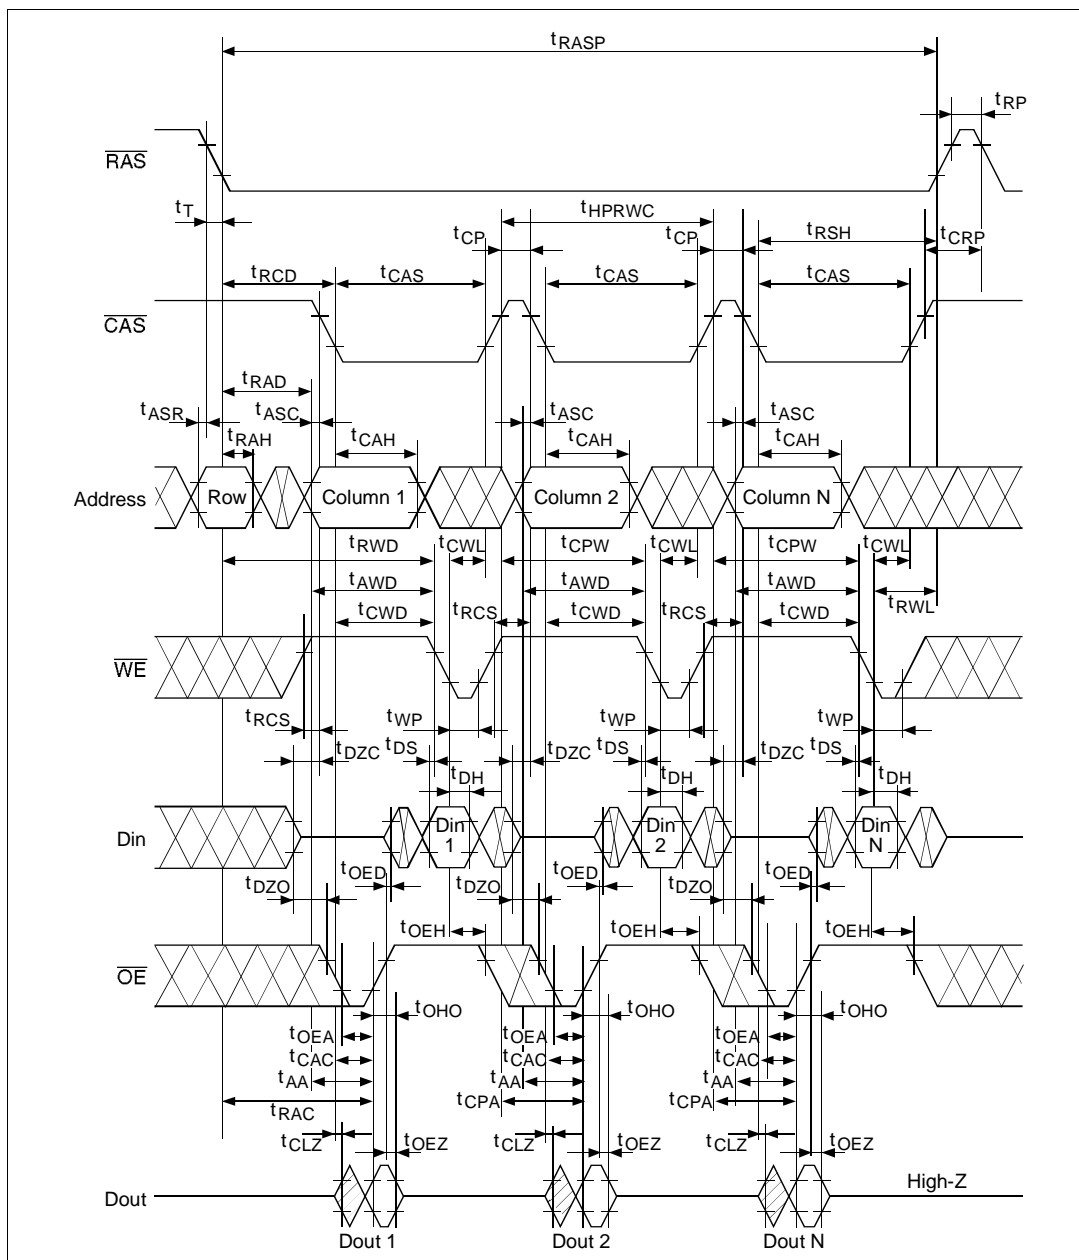 tRASP
tRP
RAS
tT
tHPRWC
tCP
tCP
tRSH
tCRP
tRCD
tCAS
tCAS
tCAS
CAS
tRAD
tASR
tASC
tASC
tASC
tRAH
tCAH
tCAH
tCAH
Address
Row
Column 1
Column 2
Column N
tRWD
tCWL
tCPW
tCWL
tCPW
tCWL
tAWD
tAWD
tAWD
tRCS
tRCS
tRWL
tCWD
tCWD
tCWD
WE
tRCS
tWP
tWP
tWP
tDZC
tDS
tDZC
tDS
tDZC
tDS
tDH
tDH
tDH
Din
Din 1
Din 2
Din N
tOED
tOED
tOED
tDZO
tDZO
tDZO
tOEH
tOEH
tOEH
OE
tOHO
tOHO
tOHO
tOEA
tOEA
tOEA
tCAC
tCAC
tCAC
tAA
tAA
tAA
tRAC
tCPA
tCPA
tCLZ
tOEZ
tCLZ
tOEZ
tCLZ
tOEZ
Dout
High-Z
Dout 1
Dout 2
Dout N